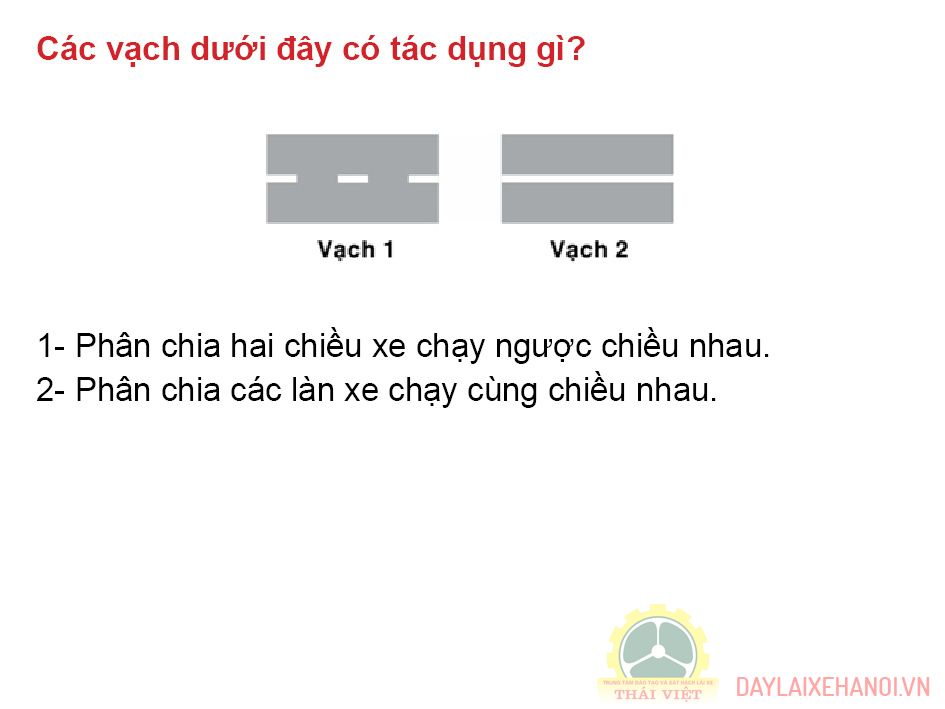 Các vạch dưới đây có tác dụng gì?
Vạch 1 Vạch 2
1- Phân chia hai chiều xe chạy ngược chiều nhau.
2- Phân chia các làn xe chạy cùng chiều nhau.
TRUNG TÂM ĐÀO TẠO VÀ SÁT HẠCH LÁI XE
THÁI VIỆT
DAYLAIXEHANOI.VN